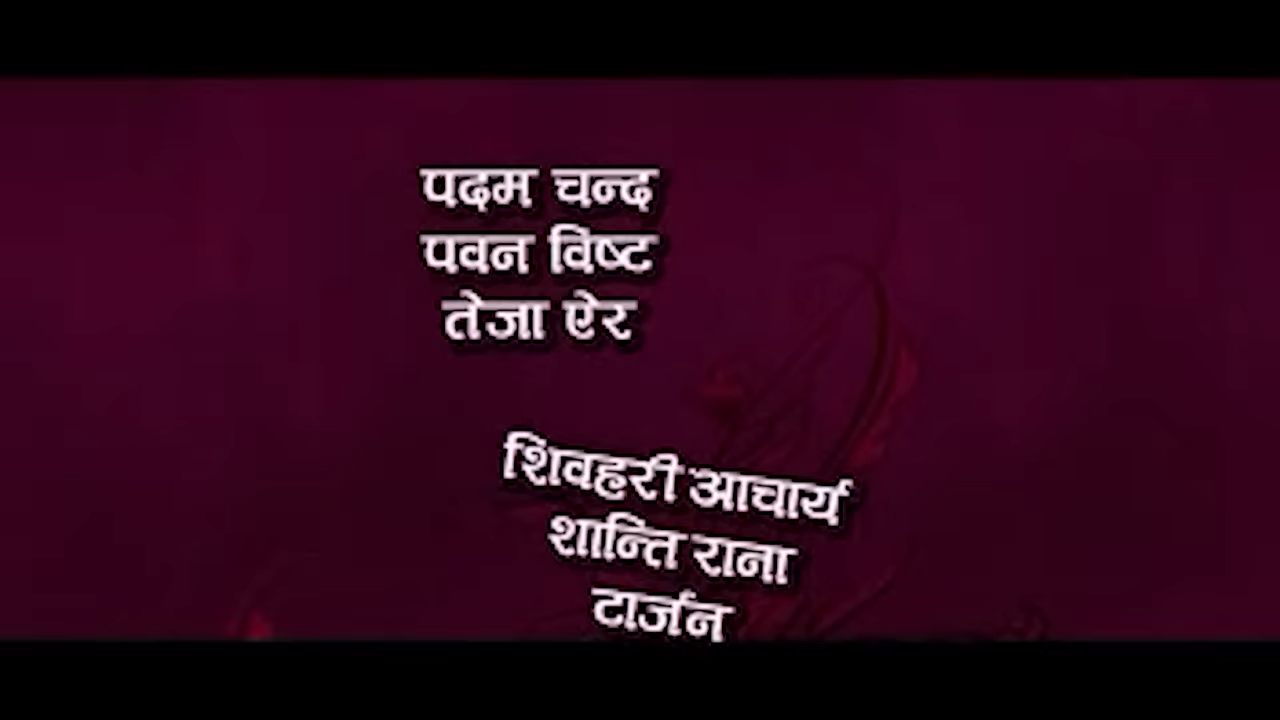 पदम चन्द
पवन विष्ट
तेजा ऐर
शिवहरी आचार्य
शान्ति राना
टार्जन